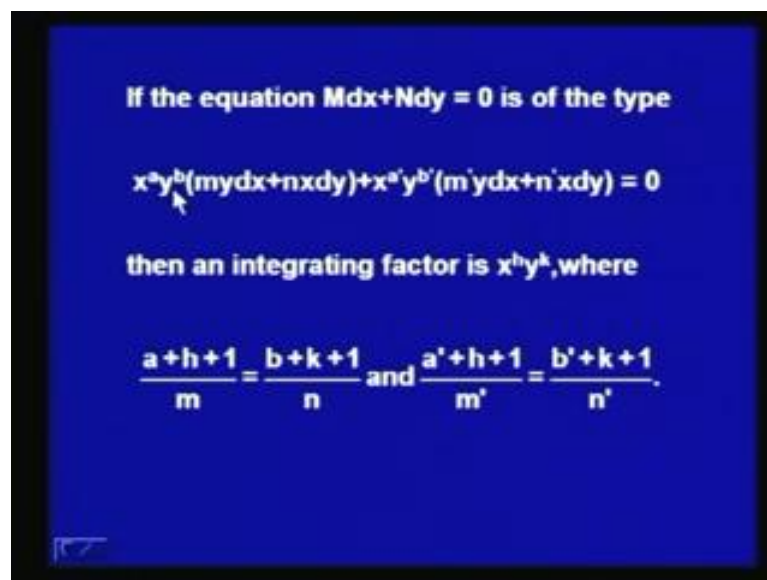 If the equation Mdx+Ndy = 0 is of the type
xᵃyᵇ(mydx+nxdy)+xᵃ'yᵇ'(m'ydx+n'xdy) = 0
then an integrating factor is xʰyᵏ,where
a+h+1/m = b+k+1/n and a'+h+1/m' = b'+k+1/n'.